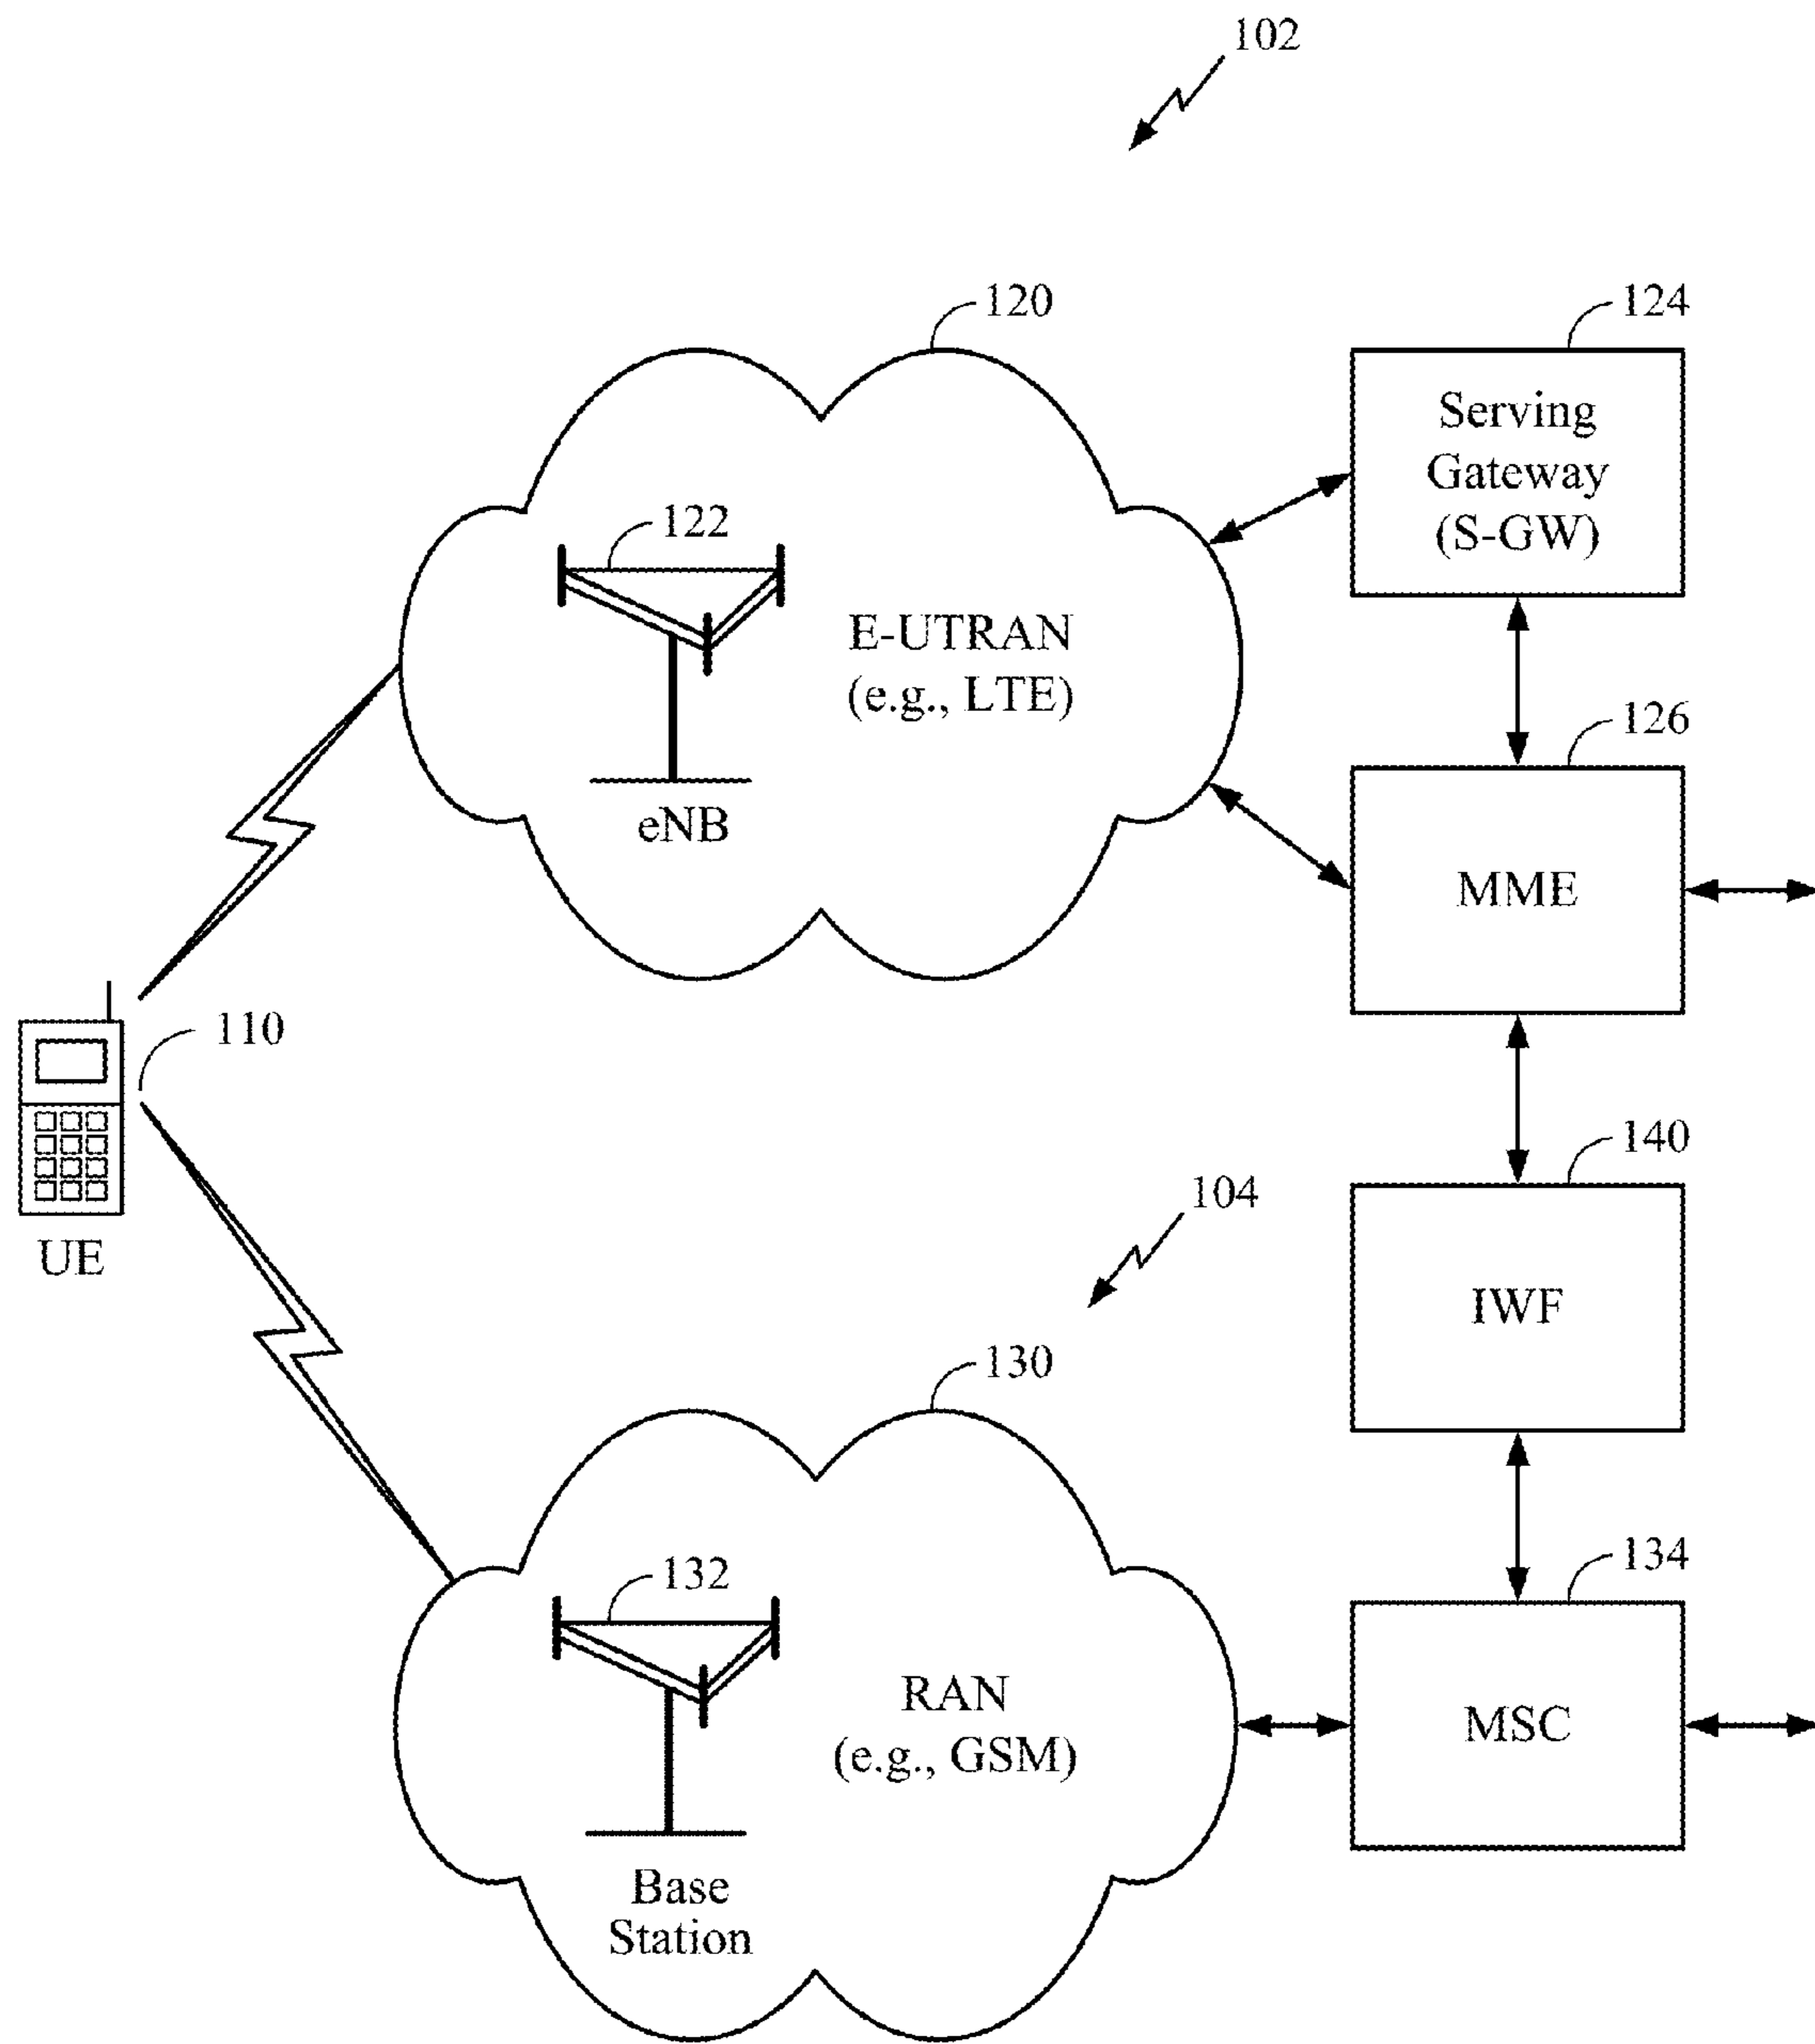 102
120
124
Serving
Gateway
(S-GW)
122
E-UTRAN
(e.g., LTE)
eNB
126
MME
110
UE
140
IWF
104
130
134
MSC
132
RAN
(e.g., GSM)
Base
Station